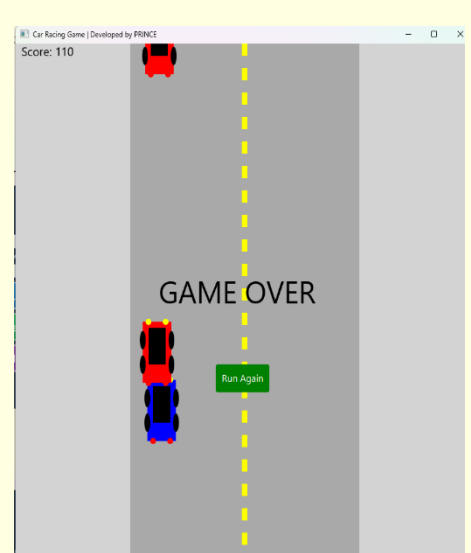 Car Racing Game | Developed by PRINCE
Score: 110
GAME OVER
Run Again